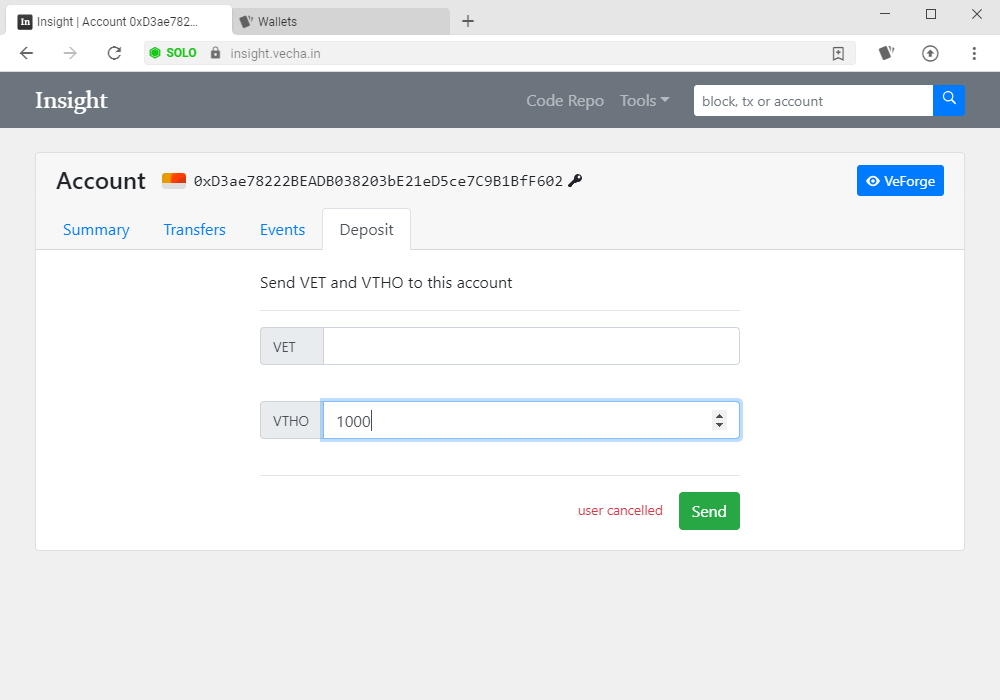 In Insight | Account 0xD3ae782...
Wallets
SOLO insight.vecha.in
Insight
Code Repo Tools block, tx or account
Account 0xD3ae78222BEADB038203bE21eD5ce7C9B1BfF602 VeForge
Summary Transfers Events Deposit
Send VET and VTHO to this account
VET
VTHO 1000
user cancelled Send